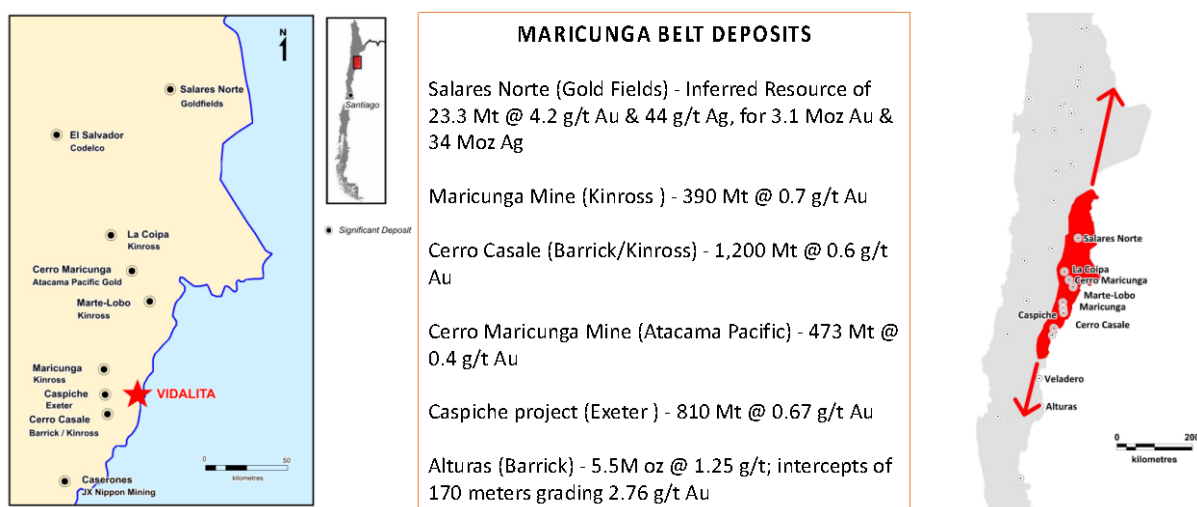 N
Salares Norte
Goldfields
El Salvador
Codelco
La Coipa
Kinross
Cerro Maricunga
Atacama Pacific Gold
Marte-Lobo
Kinross
Maricunga
Kinross
Caspiche
Exeter
VIDALITA
Cerro Casale
Barrick / Kinross
0 50
kilometres
Caserones
JX Nippon Mining
Santiago
Significant Deposit
MARICUNGA BELT DEPOSITS
Salares Norte (Gold Fields) - Inferred Resource of
23.3 Mt @ 4.2 g/t Au & 44 g/t Ag, for 3.1 Moz Au &
34 Moz Ag
Maricunga Mine (Kinross ) - 390 Mt @ 0.7 g/t Au
Cerro Casale (Barrick/Kinross) - 1,200 Mt @ 0.6 g/t
Au
Cerro Maricunga Mine (Atacama Pacific) - 473 Mt @
0.4 g/t Au
Caspiche project (Exeter ) - 810 Mt @ 0.67 g/t Au
Alturas (Barrick) - 5.5M oz @ 1.25 g/t; intercepts of
170 meters grading 2.76 g/t Au
Salares Norte
La Coipa
Cerro Maricunga
Marte-Lobo
Maricunga
Caspiche
Cerro Casale
Veladero
Alturas
0 200
kilometres